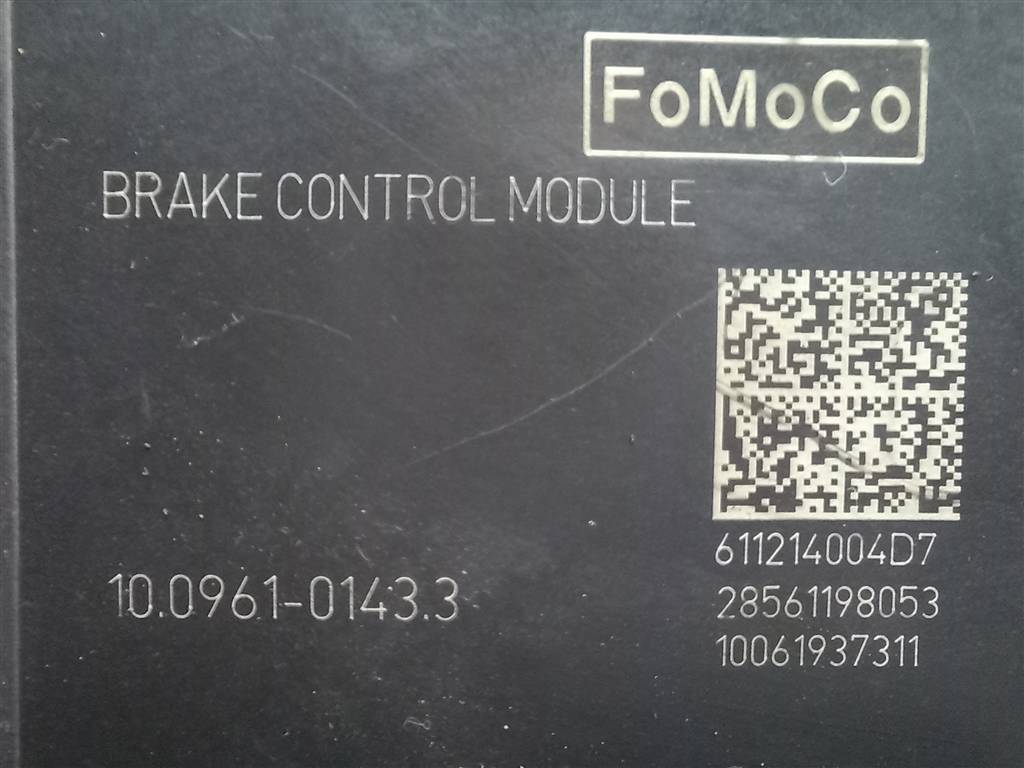 FoMoCo
BRAKE CONTROL MODULE
611214004D7
10.0961-0143.3
28561198053
10061937311